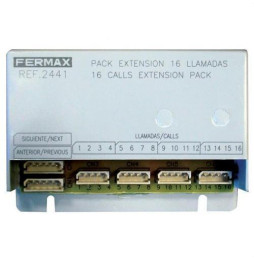 FERMAX
REF.2441
PACK EXTENSION 16 LLAMADAS
16 CALLS EXTENSION PACK
SIGUIENTE/NEXT
ANTERIOR/PREVIOUS
LLAMADAS/CALLS
1 2 3 4 5 6 7 8 9 10 11 12 13 14 15 16